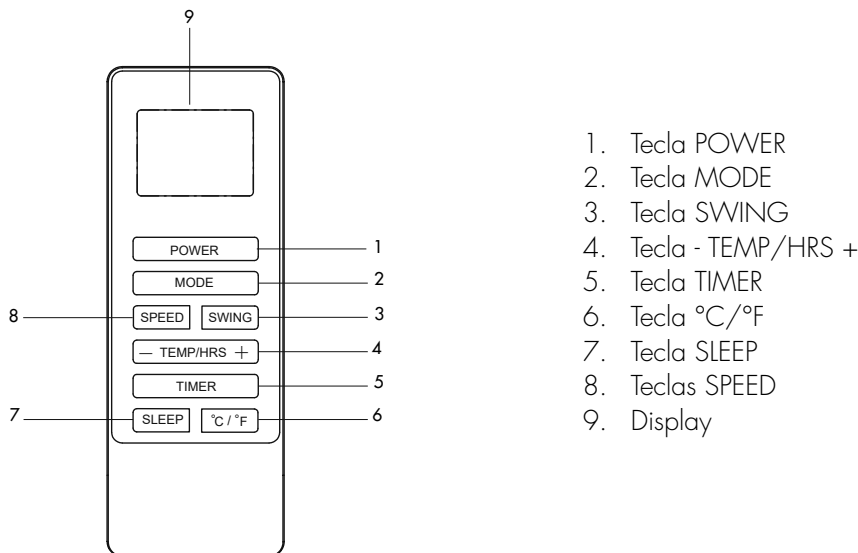 9
POWER 1
MODE 2
8 SPEED SWING 3
− TEMP/HRS + 4
TIMER 5
7 SLEEP °C / °F 6
1. Tecla POWER
2. Tecla MODE
3. Tecla SWING
4. Tecla - TEMP/HRS +
5. Tecla TIMER
6. Tecla °C/°F
7. Tecla SLEEP
8. Teclas SPEED
9. Display